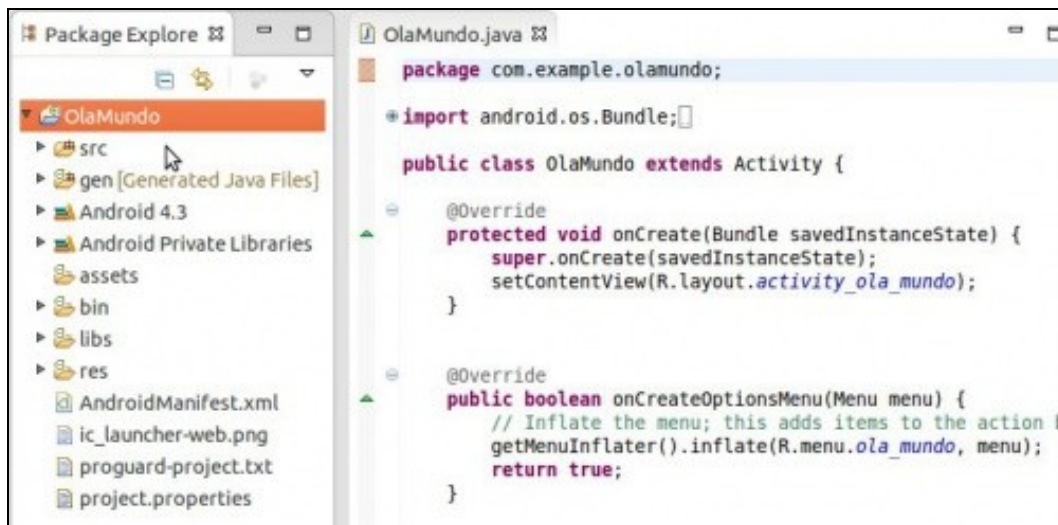 Package Explore
OlaMundo
src
gen [Generated Java Files]
Android 4.3
Android Private Libraries
assets
bin
libs
res
AndroidManifest.xml
ic_launcher-web.png
proguard-project.txt
project.properties
OlaMundo.java
package com.example.olamundo;
import android.os.Bundle;
public class OlaMundo extends Activity {
@Override
protected void onCreate(Bundle savedInstanceState) {
super.onCreate(savedInstanceState);
setContentView(R.layout.activity_ola_mundo);
}
@Override
public boolean onCreateOptionsMenu(Menu menu) {
// Inflate the menu; this adds items to the action
getMenuInflater().inflate(R.menu.ola_mundo, menu);
return true;
}